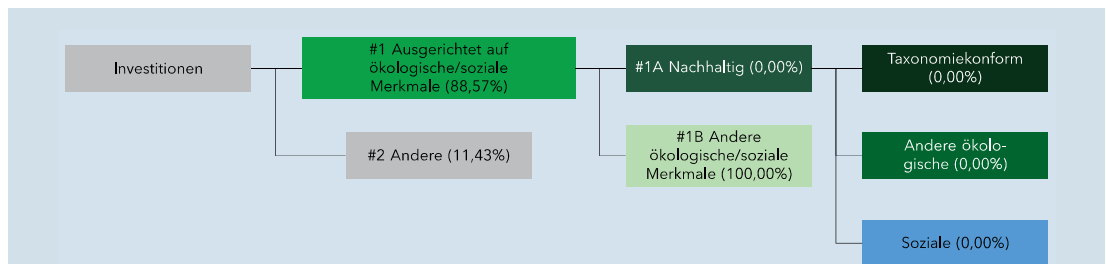 Investitionen
#1 Ausgerichtet auf
ökologische/soziale
Merkmale (88,57%)
#1A Nachhaltig (0,00%)
Taxonomiekonform
(0,00%)
#2 Andere (11,43%)
#1B Andere
ökologische/soziale
Merkmale (100,00%)
Andere ökolo-
gische (0,00%)
Soziale (0,00%)